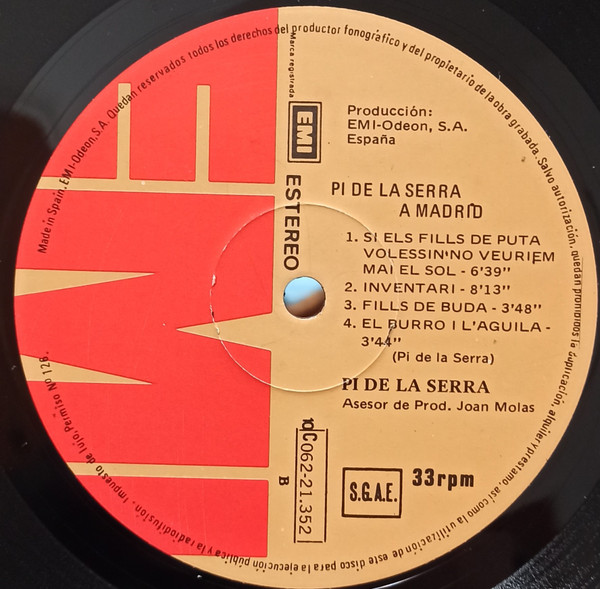 Made in Spain. EMI-Odeon, S.A. Quedan reservados todos los derechos del productor fonográfico y del propietario de la obra grabada. Salvo autorización, quedan prohibidos la duplicación, alquiler y prestamo, así como la utilización de este disco para la ejecución pública y la radiodifusión. Impuesto de lujo, Permiso Nº 126.
Marca registrada
EMI
ESTEREO
Producción:
EMI-Odeon, S.A.
España
PI DE LA SERRA
A MADRID
1. SI ELS FILLS DE PUTA
VOLESSIN'NO VEURIEM
MAI EL SOL - 6'39"
2. INVENTARI - 8'13"
3. FILLS DE BUDA - 3'48"
4. EL BURRO I L'AGUILA -
3'44"
(Pi de la Serra)
PI DE LA SERRA
Asesor de Prod. Joan Molas
10C062-21.352
B
S.G.A.E.
33rpm